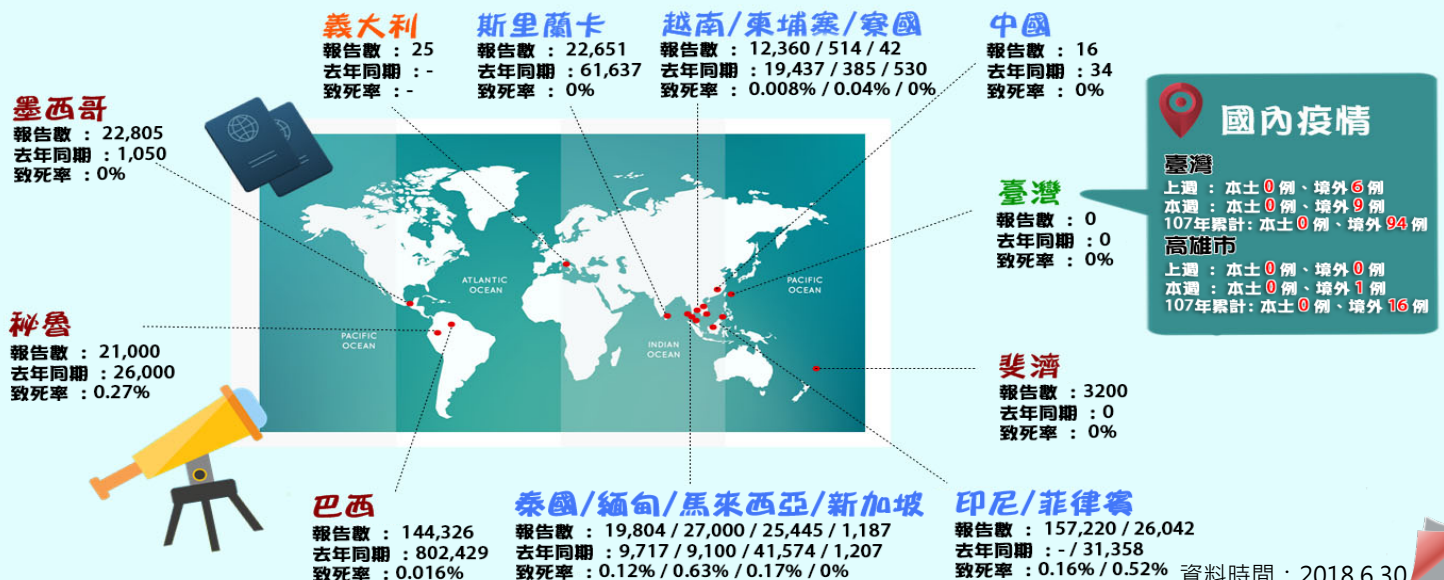 義大利
報告數 : 25
去年同期 : -
致死率 : -
斯里蘭卡
報告數 : 22,651
去年同期 : 61,637
致死率 : 0%
越南/柬埔寨/寮國
報告數 : 12,360 / 514 / 42
去年同期 : 19,437 / 385 / 530
致死率 : 0.008% / 0.04% / 0%
中國
報告數 : 16
去年同期 : 34
致死率 : 0%
墨西哥
報告數 : 22,805
去年同期 : 1,050
致死率 : 0%
國內疫情
臺灣
上週 : 本土 0 例、境外 6 例
本週 : 本土 0 例、境外 9 例
107年累計: 本土 0 例、境外 94 例
高雄市
上週 : 本土 0 例、境外 0 例
本週 : 本土 0 例、境外 1 例
107年累計: 本土 0 例、境外 16 例
臺灣
報告數 : 0
去年同期 : 0
致死率 : 0%
ATLANTIC
OCEAN
PACIFIC
OCEAN
PACIFIC
OCEAN
INDIAN
OCEAN
秘魯
報告數 : 21,000
去年同期 : 26,000
致死率 : 0.27%
斐濟
報告數 : 3200
去年同期 : 0
致死率 : 0%
巴西
報告數 : 144,326
去年同期 : 802,429
致死率 : 0.016%
泰國/緬甸/馬來西亞/新加坡
報告數 : 19,804 / 27,000 / 25,445 / 1,187
去年同期 : 9,717 / 9,100 / 41,574 / 1,207
致死率 : 0.12% / 0.63% / 0.17% / 0%
印尼/菲律賓
報告數 : 157,220 / 26,042
去年同期 : - / 31,358
致死率 : 0.16% / 0.52%
資料時間：2018.6.30